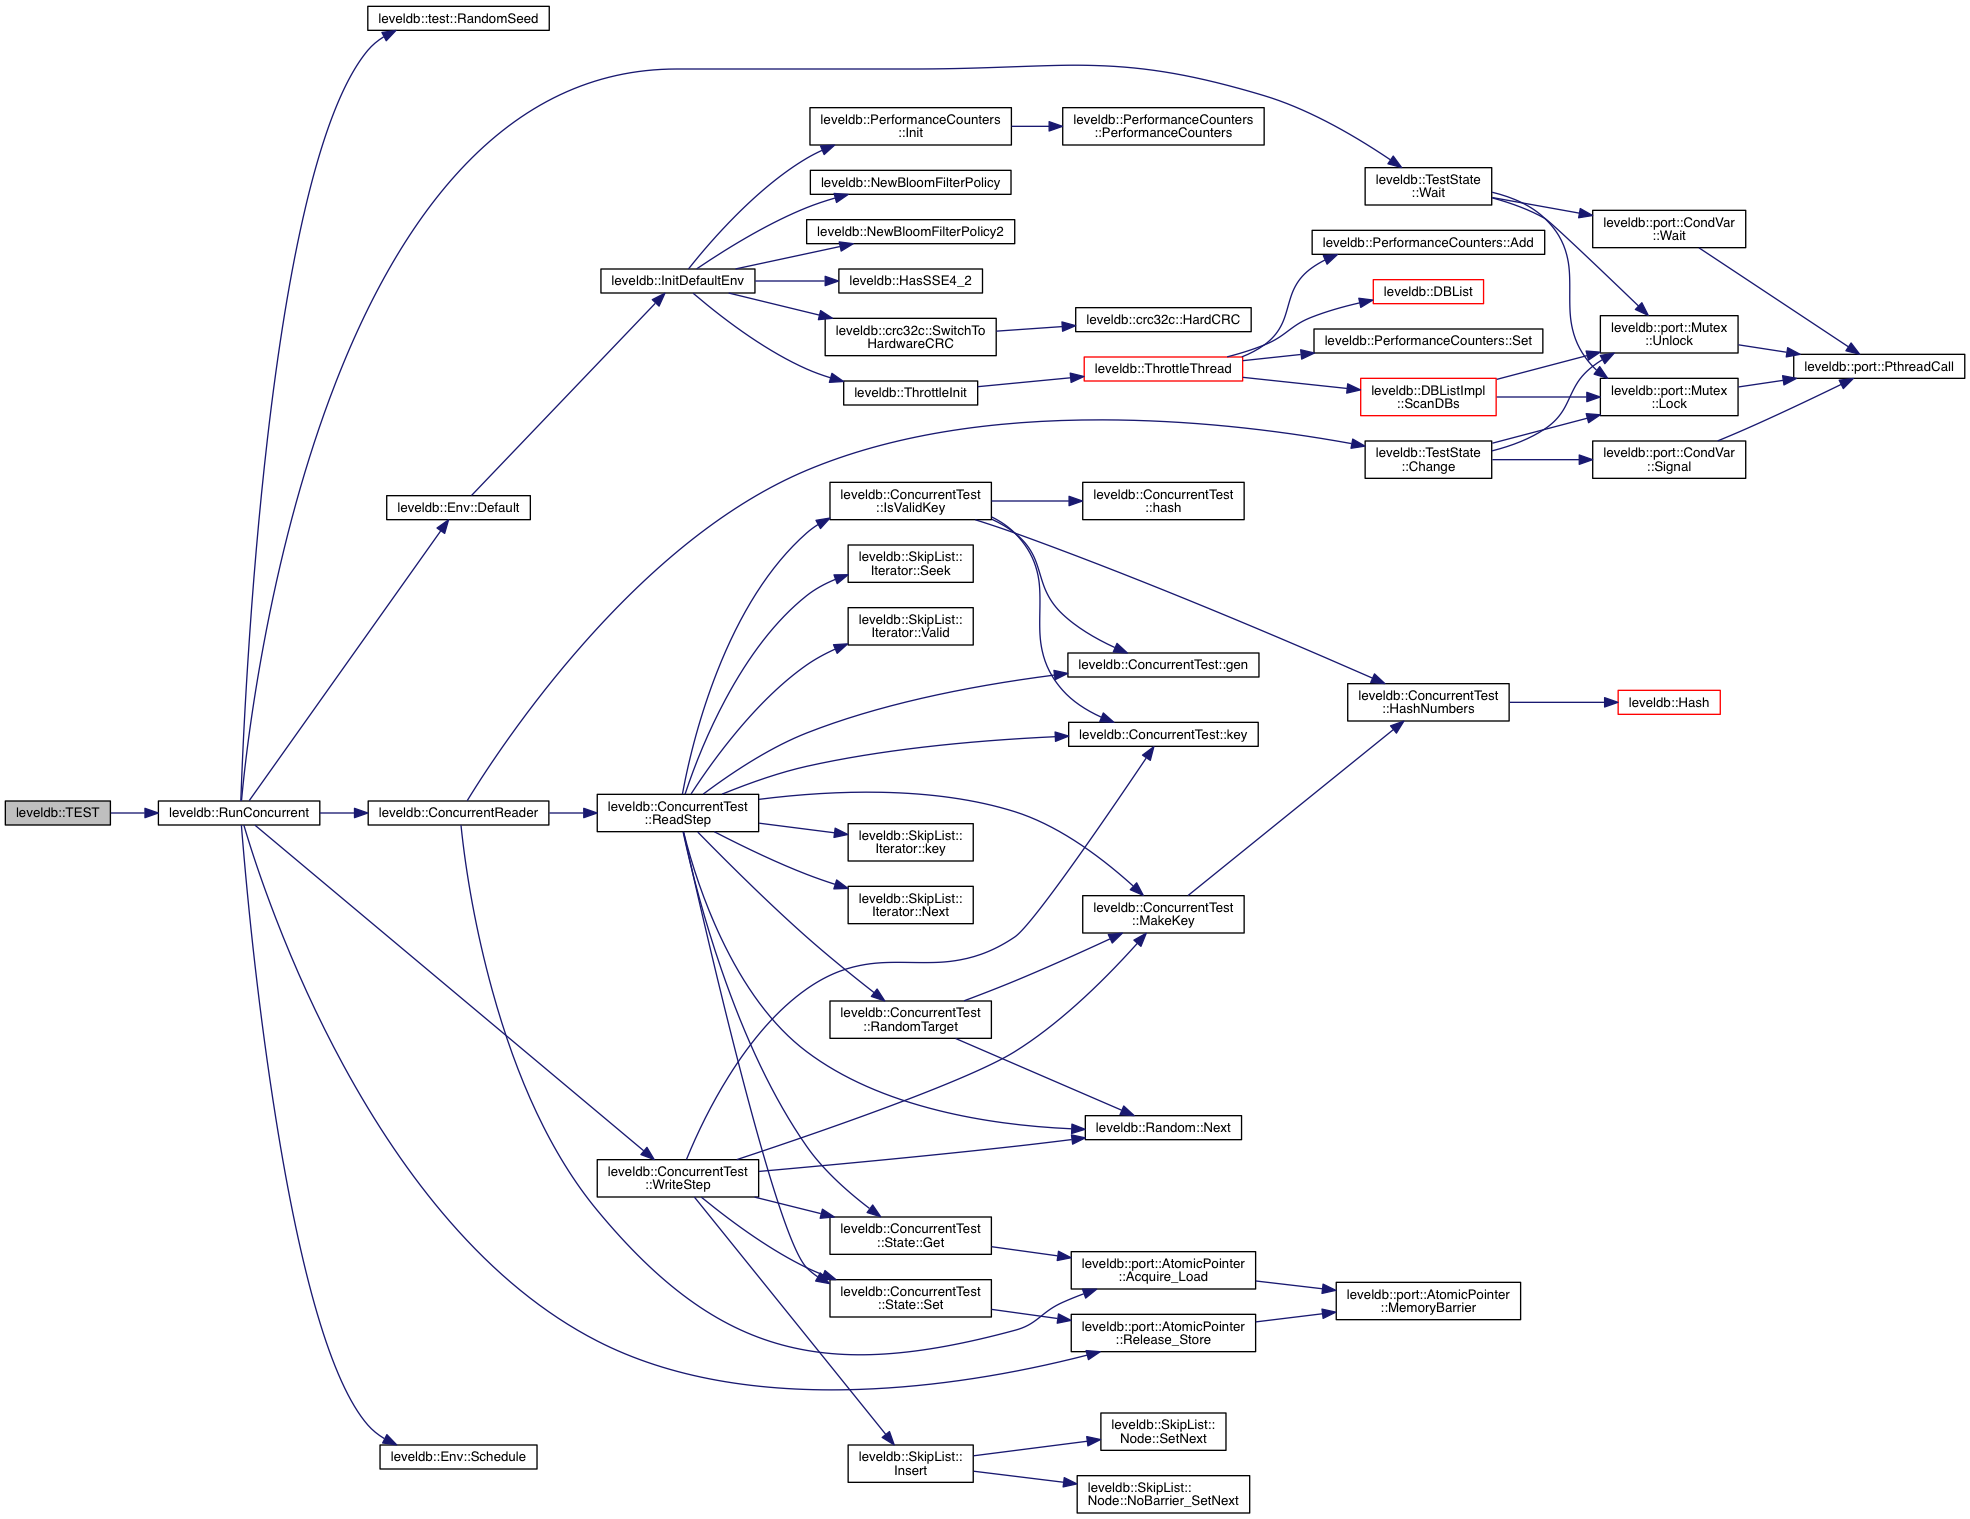 leveldb::test::RandomSeed
leveldb::PerformanceCounters
::Init
leveldb::PerformanceCounters
::PerformanceCounters
leveldb::NewBloomFilterPolicy
leveldb::TestState
::Wait
leveldb::NewBloomFilterPolicy2
leveldb::port::CondVar
::Wait
leveldb::PerformanceCounters::Add
leveldb::InitDefaultEnv
leveldb::HasSSE4_2
leveldb::DBList
leveldb::crc32c::SwitchTo
HardwareCRC
leveldb::crc32c::HardCRC
leveldb::port::Mutex
::Unlock
leveldb::PerformanceCounters::Set
leveldb::ThrottleThread
leveldb::port::PthreadCall
leveldb::ThrottleInit
leveldb::DBListImpl
::ScanDBs
leveldb::port::Mutex
::Lock
leveldb::TestState
::Change
leveldb::port::CondVar
::Signal
leveldb::Env::Default
leveldb::ConcurrentTest
::IsValidKey
leveldb::ConcurrentTest
::hash
leveldb::SkipList::
Iterator::Seek
leveldb::SkipList::
Iterator::Valid
leveldb::ConcurrentTest::gen
leveldb::ConcurrentTest
::HashNumbers
leveldb::Hash
leveldb::ConcurrentTest::key
leveldb::TEST
leveldb::RunConcurrent
leveldb::ConcurrentReader
leveldb::ConcurrentTest
::ReadStep
leveldb::SkipList::
Iterator::key
leveldb::SkipList::
Iterator::Next
leveldb::ConcurrentTest
::MakeKey
leveldb::ConcurrentTest
::RandomTarget
leveldb::Random::Next
leveldb::ConcurrentTest
::WriteStep
leveldb::ConcurrentTest
::State::Get
leveldb::port::AtomicPointer
::Acquire_Load
leveldb::ConcurrentTest
::State::Set
leveldb::port::AtomicPointer
::MemoryBarrier
leveldb::port::AtomicPointer
::Release_Store
leveldb::SkipList::
Node::SetNext
leveldb::Env::Schedule
leveldb::SkipList::
Insert
leveldb::SkipList::
Node::NoBarrier_SetNext